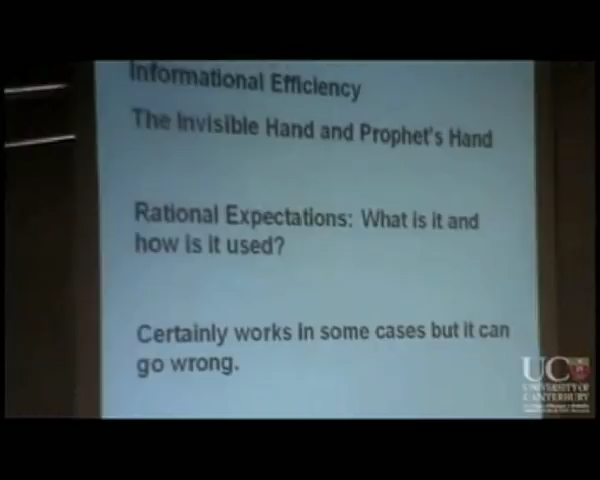 Informational Efficiency
The Invisible Hand and Prophet's Hand
Rational Expectations: What is it and
how is it used?
Certainly works in some cases but it can
go wrong.
UC
UNIVERSITY OF
CANTERBURY